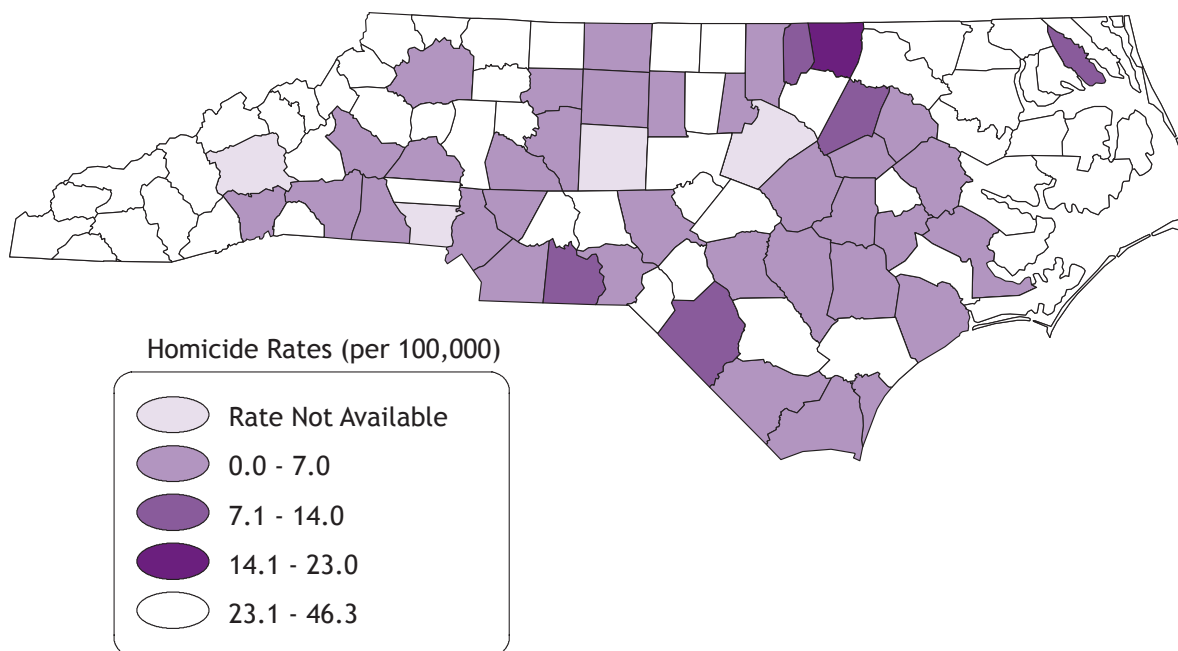 Homicide Rates (per 100,000)
Rate Not Available
0.0 - 7.0
7.1 - 14.0
14.1 - 23.0
23.1 - 46.3